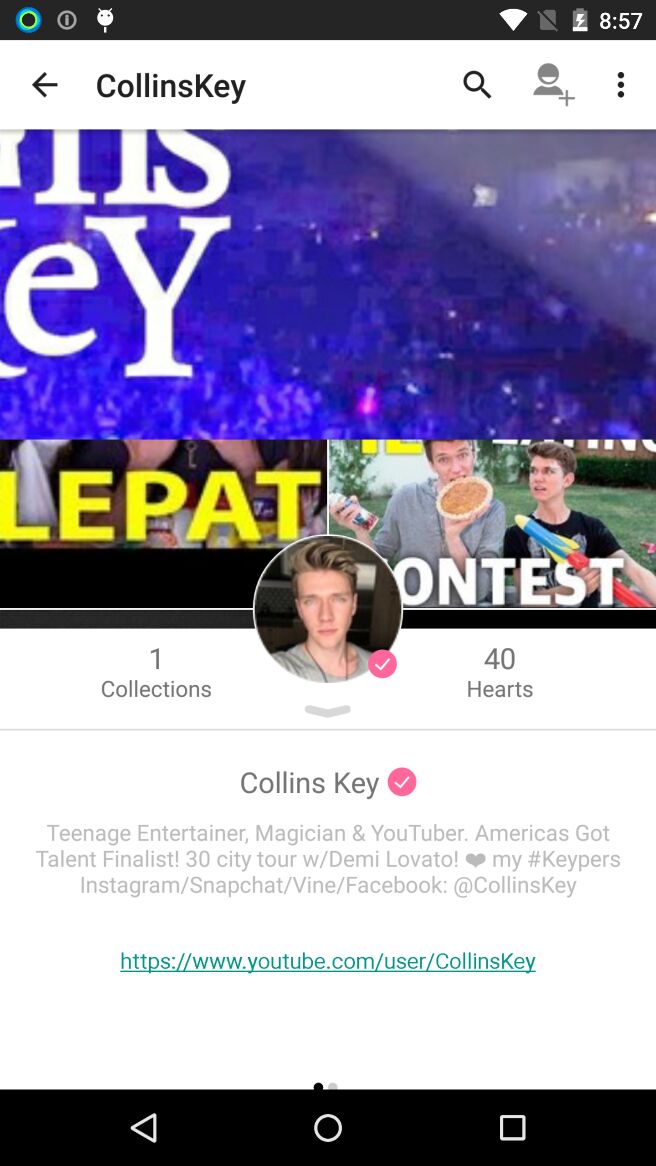 8:57
CollinsKey
eY
LEPAT
ONTEST
1
Collections
40
Hearts
Collins Key
Teenage Entertainer, Magician & YouTuber. Americas Got
Talent Finalist! 30 city tour w/Demi Lovato! ❤ my #Keypers
Instagram/Snapchat/Vine/Facebook: @CollinsKey
https://www.youtube.com/user/CollinsKey